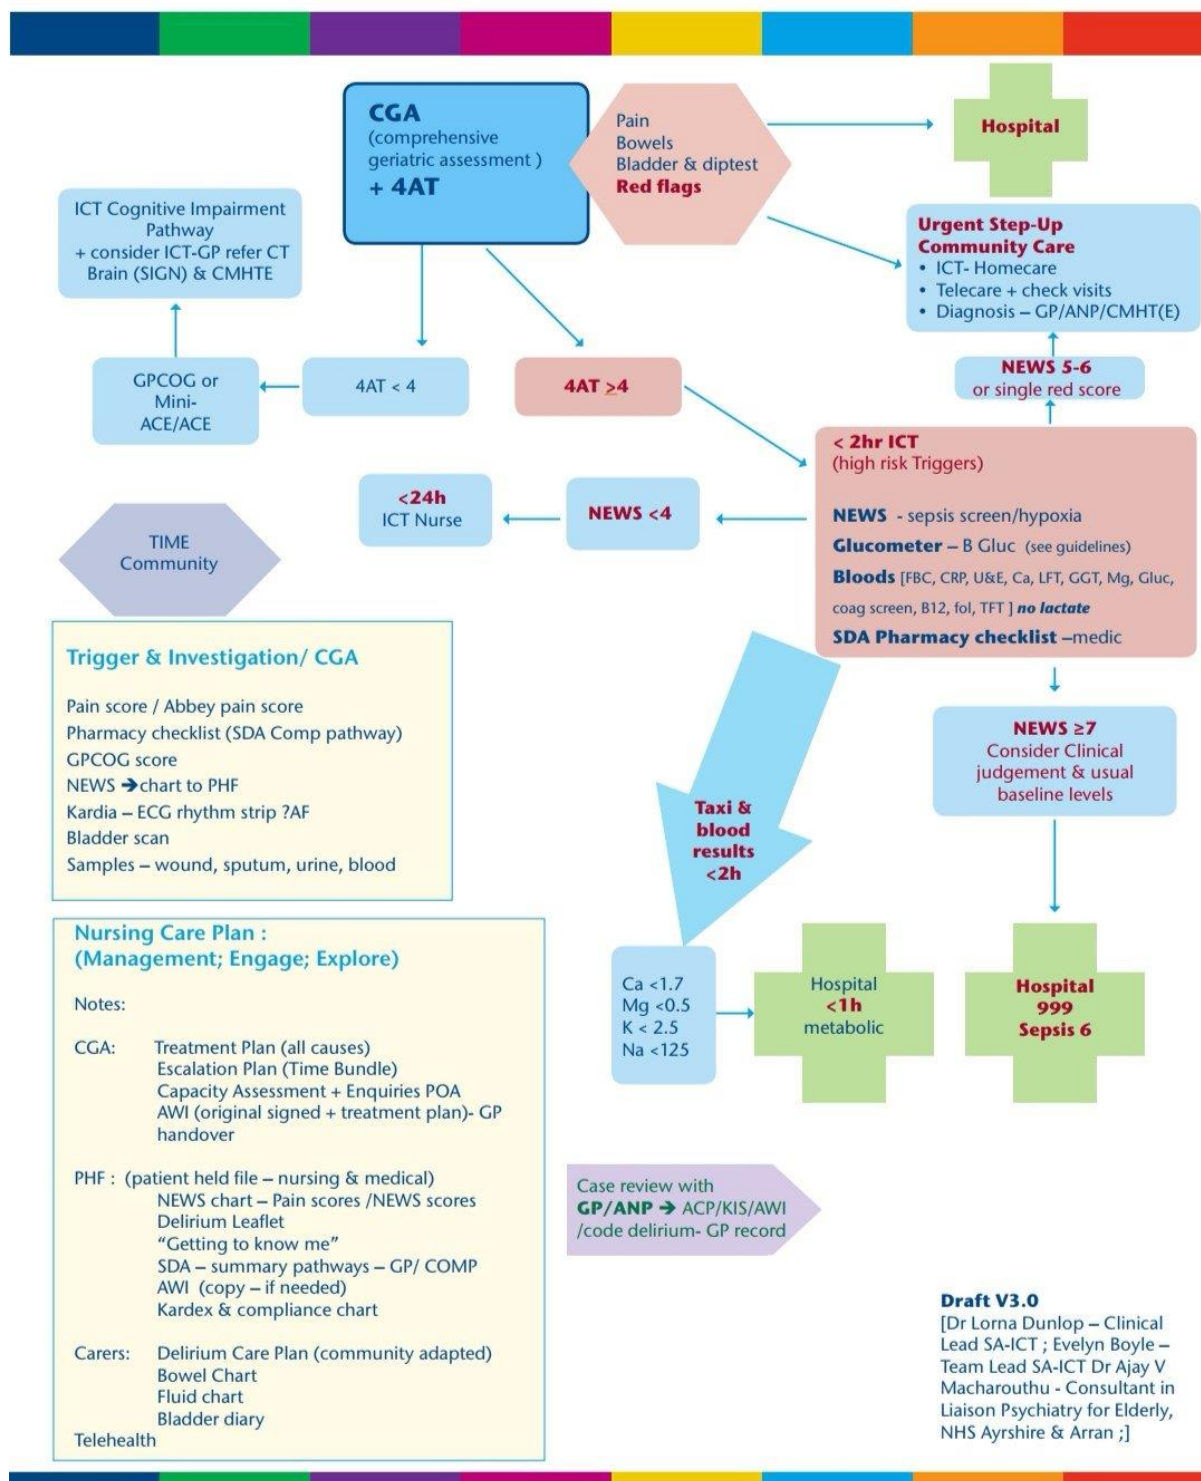 CGA
(comprehensive
geriatric assessment )
+ 4AT
Pain
Bowels
Bladder & diptest
Red flags
Hospital
ICT Cognitive Impairment
Pathway
+ consider ICT-GP refer CT
Brain (SIGN) & CMHTE
Urgent Step-Up
Community Care
• ICT- Homecare
• Telecare + check visits
• Diagnosis – GP/ANP/CMHT(E)
GPCOG or
Mini-
ACE/ACE
4AT < 4
4AT ≥4
NEWS 5-6
or single red score
< 2hr ICT
(high risk Triggers)
NEWS - sepsis screen/hypoxia
Glucometer – B Gluc (see guidelines)
Bloods [FBC, CRP, U&E, Ca, LFT, GGT, Mg, Gluc,
coag screen, B12, fol, TFT ] no lactate
SDA Pharmacy checklist –medic
<24h
ICT Nurse
NEWS <4
TIME
Community
Trigger & Investigation/ CGA
Pain score / Abbey pain score
Pharmacy checklist (SDA Comp pathway)
GPCOG score
NEWS ➔chart to PHF
Kardia – ECG rhythm strip ?AF
Bladder scan
Samples – wound, sputum, urine, blood
NEWS ≥7
Consider Clinical
judgement & usual
baseline levels
Taxi &
blood
results
<2h
Nursing Care Plan :
(Management; Engage; Explore)
Notes:
CGA: Treatment Plan (all causes)
Escalation Plan (Time Bundle)
Capacity Assessment + Enquiries POA
AWI (original signed + treatment plan)- GP
handover
PHF : (patient held file – nursing & medical)
NEWS chart – Pain scores /NEWS scores
Delirium Leaflet
“Getting to know me”
SDA – summary pathways – GP/ COMP
AWI (copy – if needed)
Kardex & compliance chart
Carers: Delirium Care Plan (community adapted)
Bowel Chart
Fluid chart
Bladder diary
Telehealth
Ca <1.7
Mg <0.5
K < 2.5
Na <125
Hospital
<1h
metabolic
Hospital
999
Sepsis 6
Case review with
GP/ANP ➔ ACP/KIS/AWI
/code delirium- GP record
Draft V3.0
[Dr Lorna Dunlop – Clinical
Lead SA-ICT ; Evelyn Boyle –
Team Lead SA-ICT Dr Ajay V
Macharouthu - Consultant in
Liaison Psychiatry for Elderly,
NHS Ayrshire & Arran ;]